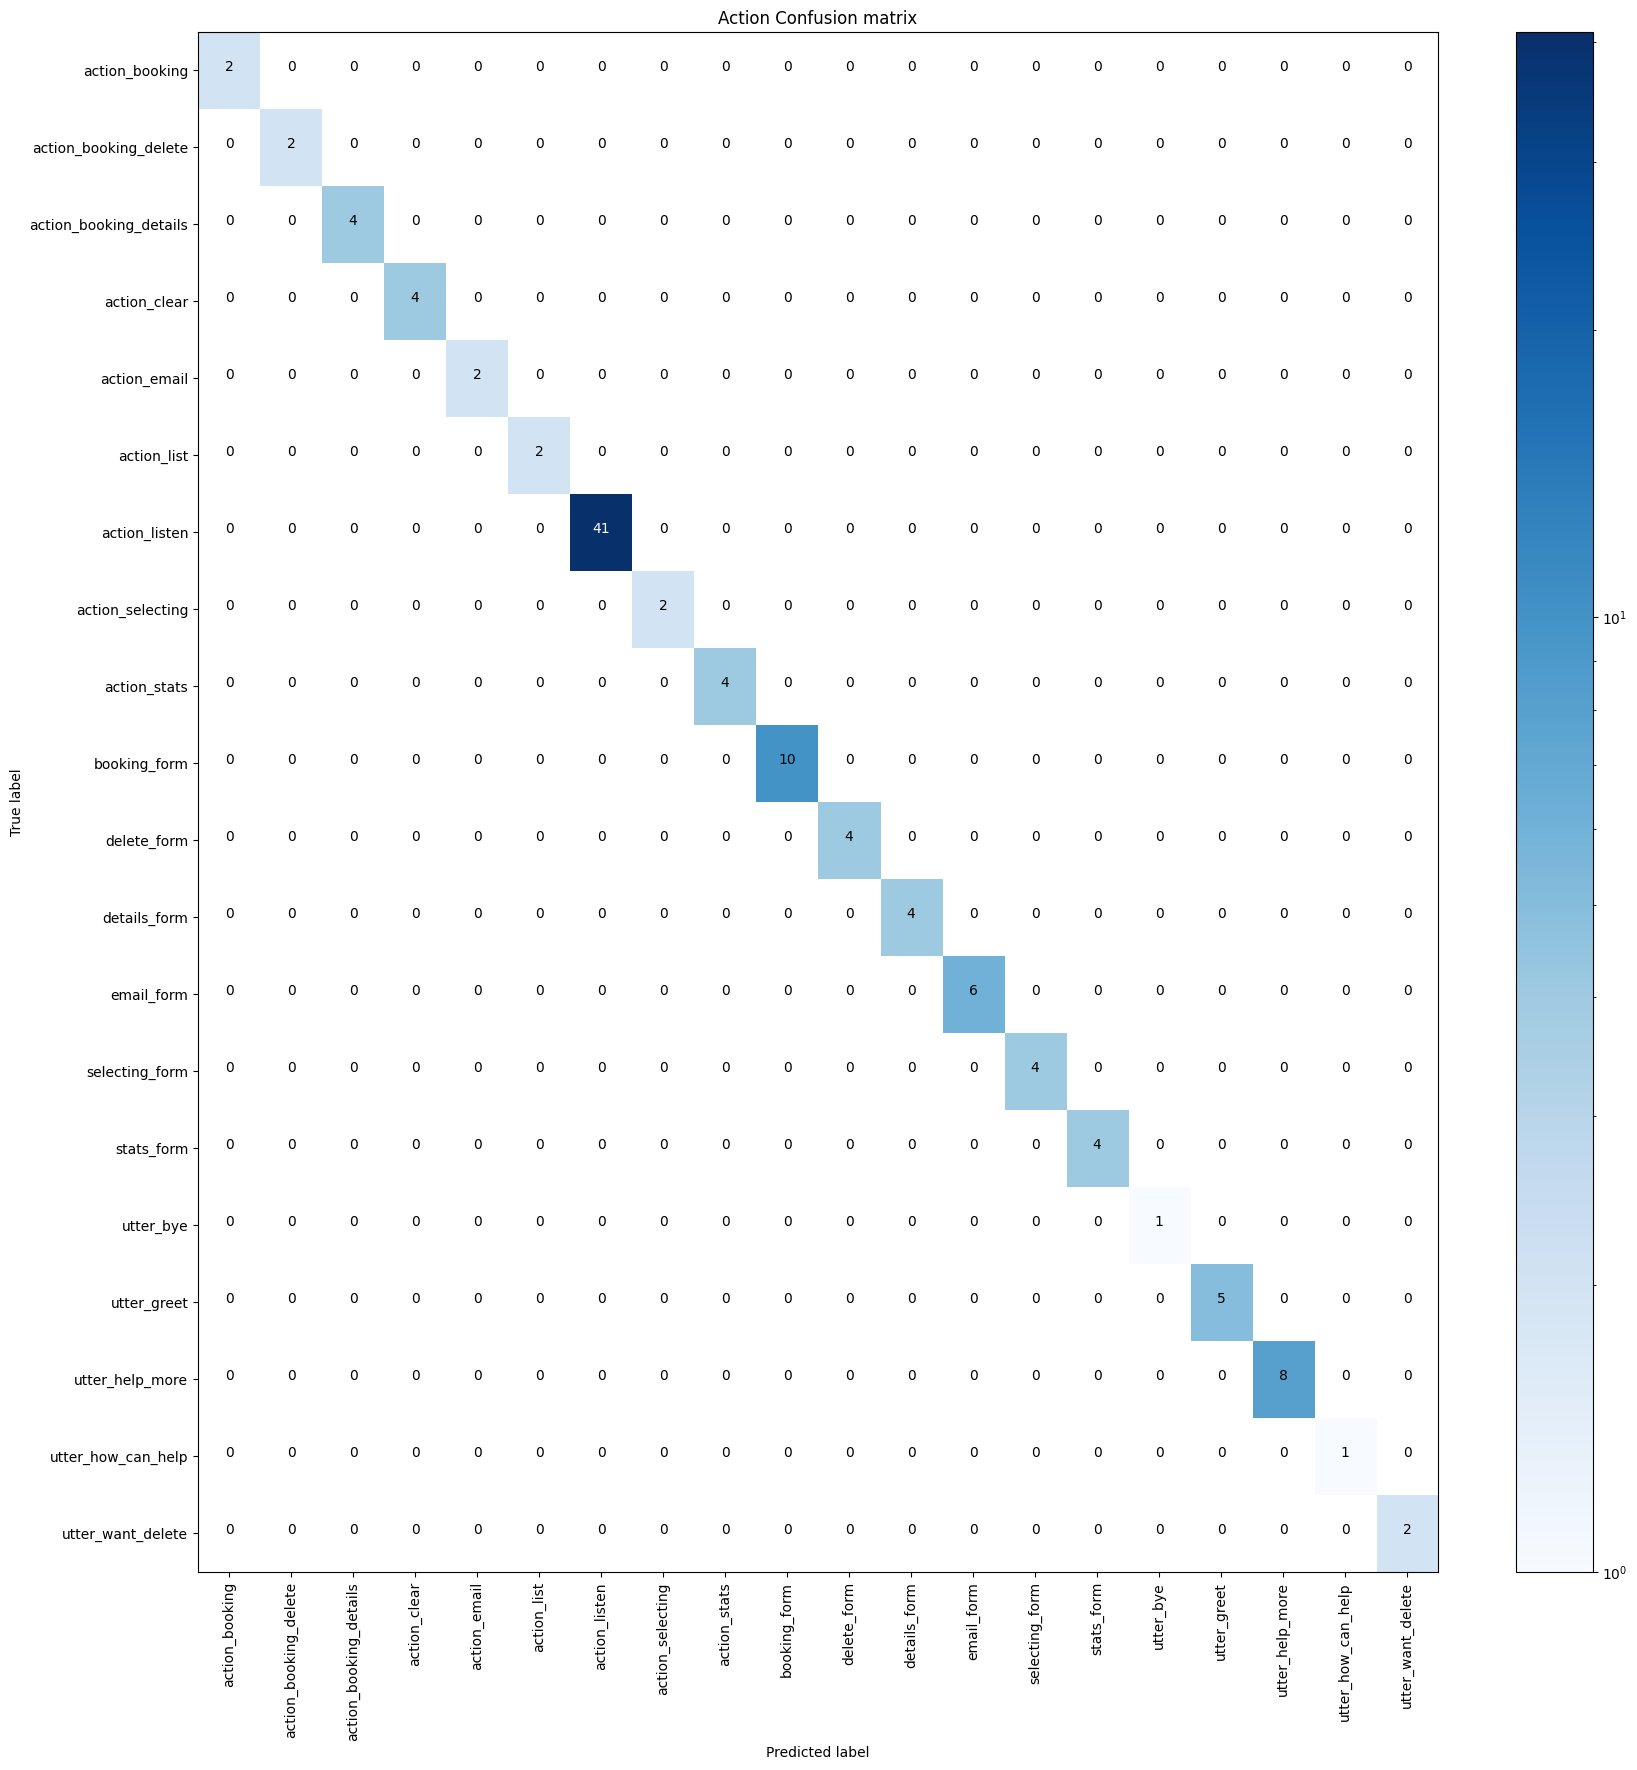 Action Confusion matrix
action_booking 2 0 0 0 0 0 0 0 0 0 0 0 0 0 0 0 0 0 0 0
action_booking_delete 0 2 0 0 0 0 0 0 0 0 0 0 0 0 0 0 0 0 0 0
action_booking_details 0 0 4 0 0 0 0 0 0 0 0 0 0 0 0 0 0 0 0 0
action_clear 0 0 0 4 0 0 0 0 0 0 0 0 0 0 0 0 0 0 0 0
action_email 0 0 0 0 2 0 0 0 0 0 0 0 0 0 0 0 0 0 0 0
action_list 0 0 0 0 0 2 0 0 0 0 0 0 0 0 0 0 0 0 0 0
action_listen 0 0 0 0 0 0 41 0 0 0 0 0 0 0 0 0 0 0 0 0
action_selecting 0 0 0 0 0 0 0 2 0 0 0 0 0 0 0 0 0 0 0 0
action_stats 0 0 0 0 0 0 0 0 4 0 0 0 0 0 0 0 0 0 0 0
booking_form 0 0 0 0 0 0 0 0 0 10 0 0 0 0 0 0 0 0 0 0
delete_form 0 0 0 0 0 0 0 0 0 0 4 0 0 0 0 0 0 0 0 0
details_form 0 0 0 0 0 0 0 0 0 0 0 4 0 0 0 0 0 0 0 0
email_form 0 0 0 0 0 0 0 0 0 0 0 0 6 0 0 0 0 0 0 0
selecting_form 0 0 0 0 0 0 0 0 0 0 0 0 0 4 0 0 0 0 0 0
stats_form 0 0 0 0 0 0 0 0 0 0 0 0 0 0 4 0 0 0 0 0
utter_bye 0 0 0 0 0 0 0 0 0 0 0 0 0 0 0 1 0 0 0 0
utter_greet 0 0 0 0 0 0 0 0 0 0 0 0 0 0 0 0 5 0 0 0
utter_help_more 0 0 0 0 0 0 0 0 0 0 0 0 0 0 0 0 0 8 0 0
utter_how_can_help 0 0 0 0 0 0 0 0 0 0 0 0 0 0 0 0 0 0 1 0
utter_want_delete 0 0 0 0 0 0 0 0 0 0 0 0 0 0 0 0 0 0 0 2
True label
action_booking
action_booking_delete
action_booking_details
action_clear
action_email
action_list
action_listen
action_selecting
action_stats
booking_form
delete_form
details_form
email_form
selecting_form
stats_form
utter_bye
utter_greet
utter_help_more
utter_how_can_help
utter_want_delete
Predicted label
10¹
10⁰